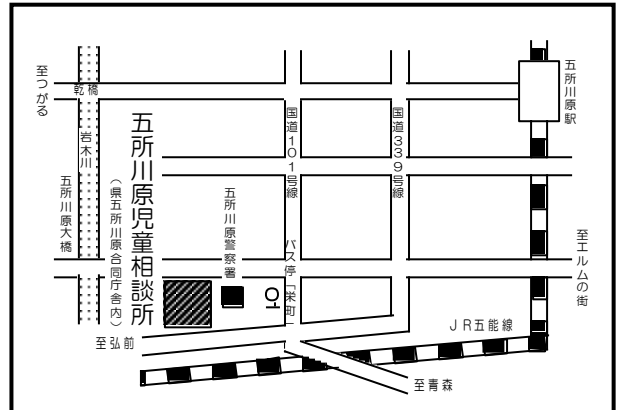 至つがる
乾橋
岩木川
五所川原大橋
五所川原児童相談所
（県五所川原合同庁舎内）
五所川原警察署
国道101号線
バス停「栄町」
国道339号線
五所川原駅
至エルムの街
JR五能線
至弘前
至青森